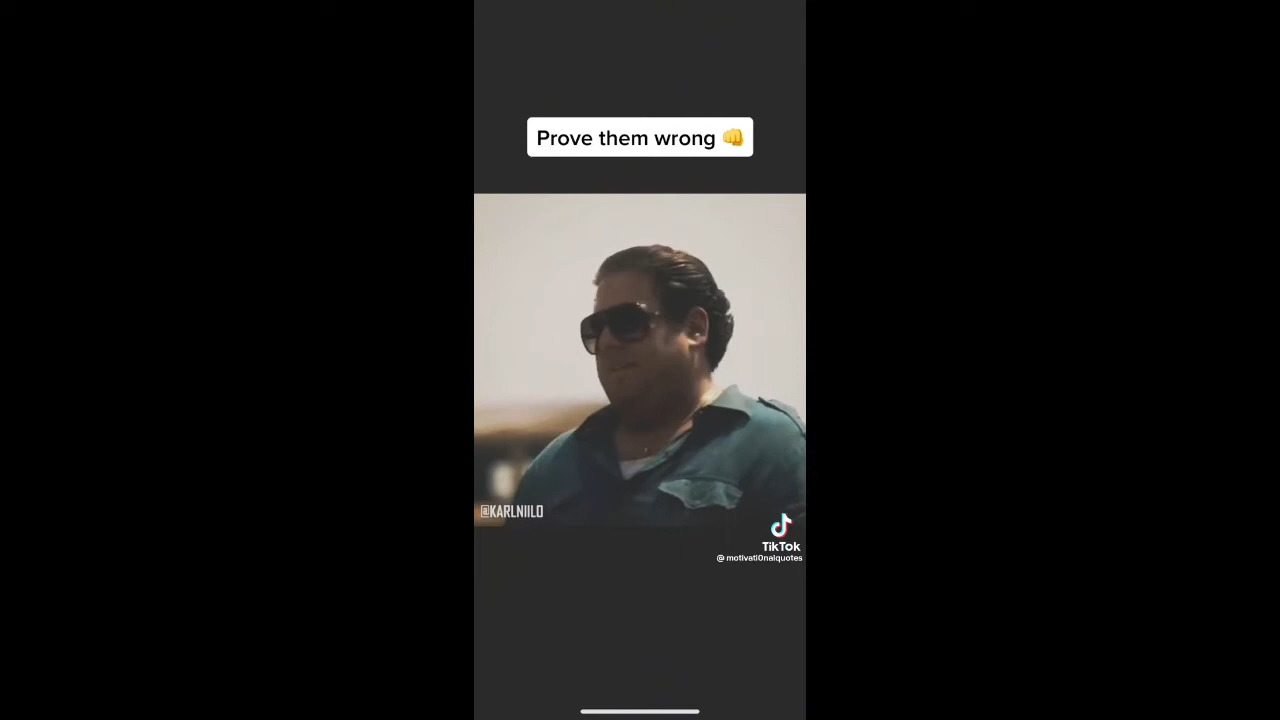 Prove them wrong 👊
@KARLNIILO
TikTok
@ motivati0nalquotes